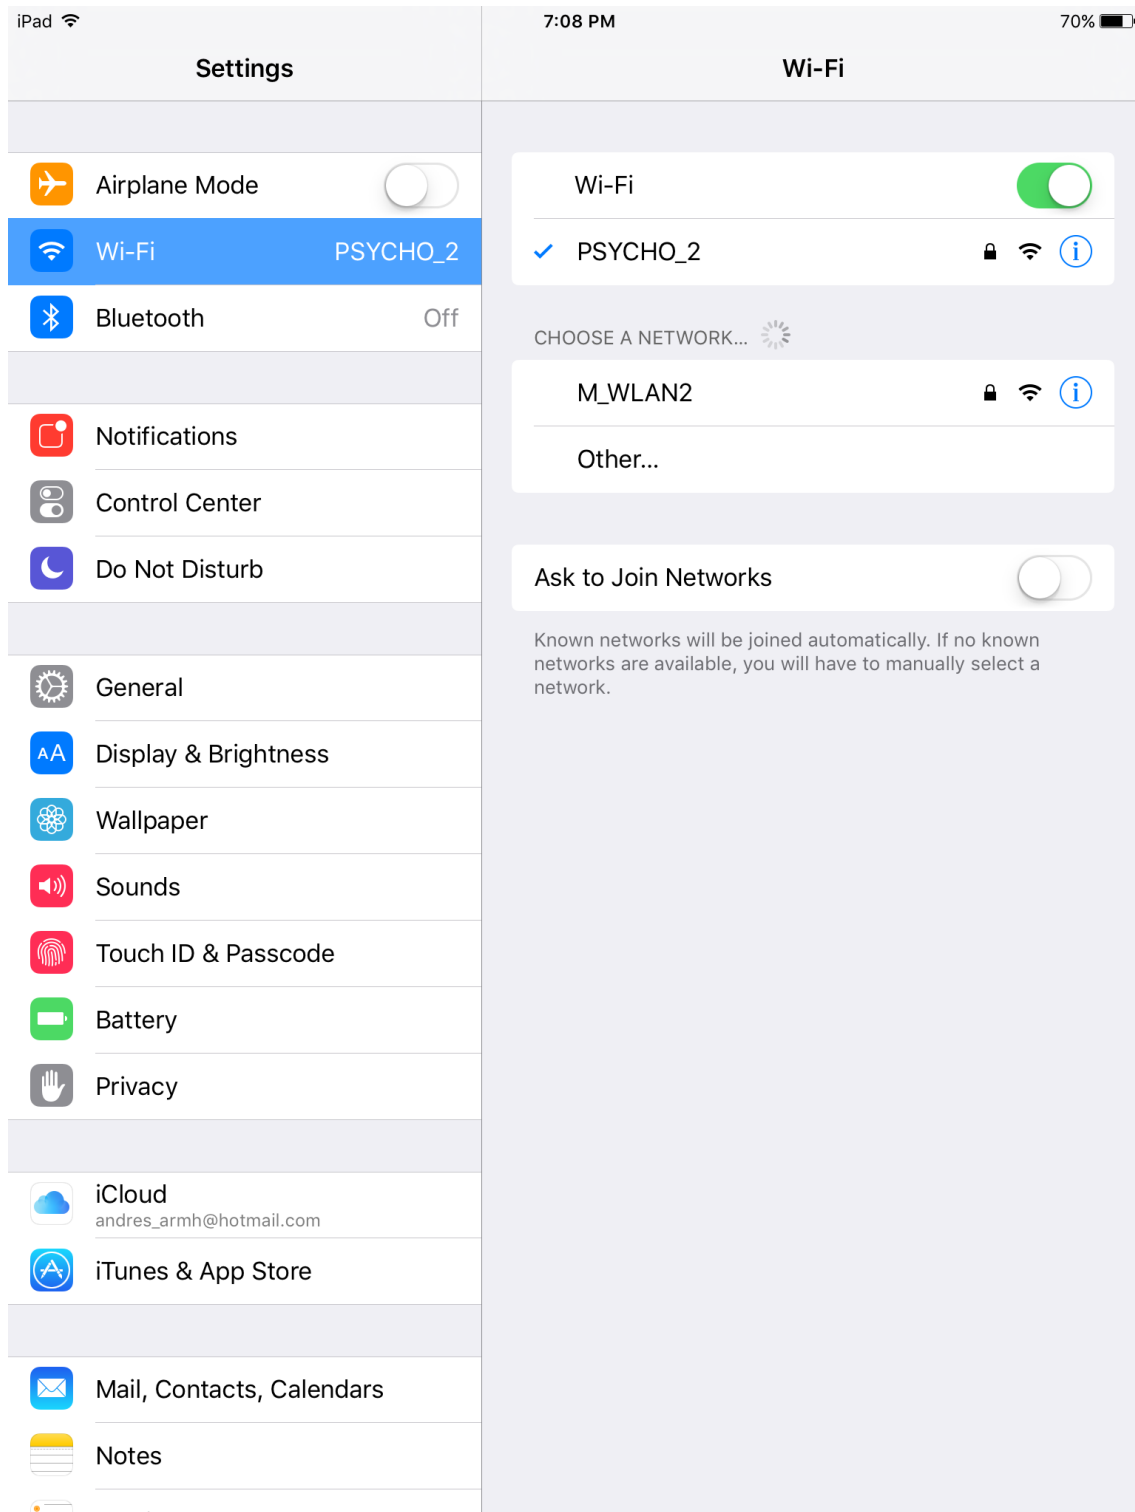 iPad 7:08 PM 70%
Settings
Airplane Mode
Wi-Fi PSYCHO_2
Bluetooth Off
Notifications
Control Center
Do Not Disturb
General
AA Display & Brightness
Wallpaper
Sounds
Touch ID & Passcode
Battery
Privacy
iCloud
andres_armh@hotmail.com
iTunes & App Store
Mail, Contacts, Calendars
Notes
Wi-Fi
Wi-Fi
PSYCHO_2
CHOOSE A NETWORK...
M_WLAN2
Other...
Ask to Join Networks
Known networks will be joined automatically. If no known
networks are available, you will have to manually select a
network.